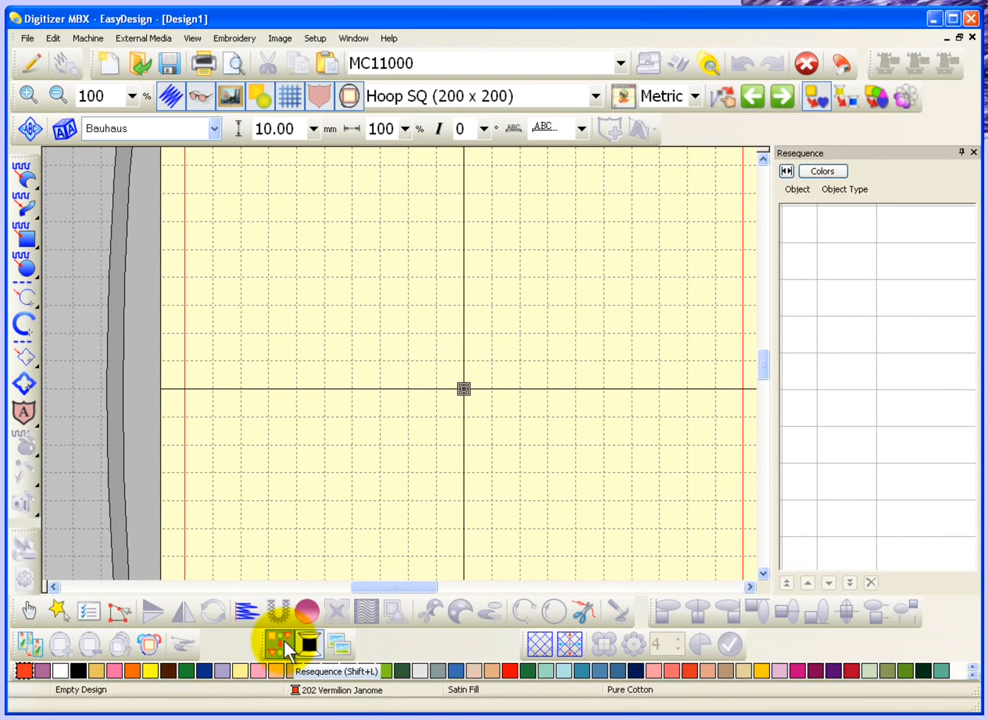 Digitizer MBX - EasyDesign - [Design1]
File Edit Machine External Media View Embroidery Image Setup Window Help
MC11000
100 % Hoop SQ (200 x 200) Metric
Bauhaus 10.00 mm 100 % 0 ° ABC ABC
Resequence
Colors
Object Object Type
A
4
Resequence (Shift+L)
Empty Design 202 Vermilion Janome Satin Fill Pure Cotton